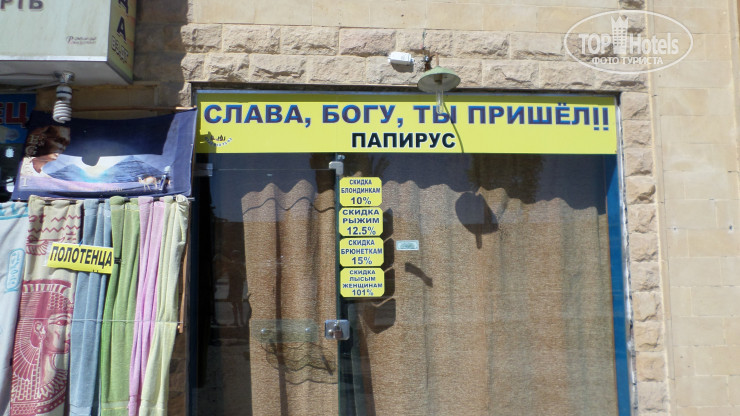 СЛАВА, БОГУ, ТЫ ПРИШЁЛ!!
ПАПИРУС
СКИДКА
БЛОНДИНКАМ
10%
СКИДКА
РЫЖИМ
12.5%
СКИДКА
БРЮНЕТКАМ
15%
СКИДКА
ЛЫСЫМ
ЖЕНЩИНАМ
101%
ПОЛОТЕНЦА
TOP Hotels
ФОТО ТУРИСТА